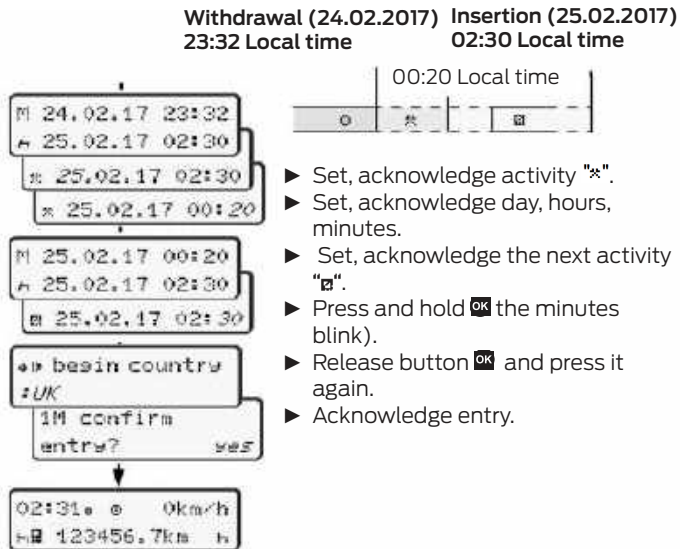 Withdrawal (24.02.2017) Insertion (25.02.2017)
23:32 Local time 02:30 Local time
00:20 Local time
M 24.02.17 23:32
25.02.17 02:30
25.02.17 02:30
25.02.17 00:20
M 25.02.17 00:20
25.02.17 02:30
25.02.17 02:30
begin country
:UK
1M confirm
entry? yes
02:31 0km/h
123456.7km
► Set, acknowledge activity "".
► Set, acknowledge day, hours,
minutes.
► Set, acknowledge the next activity
"".
► Press and hold OK the minutes
blink).
► Release button OK and press it
again.
► Acknowledge entry.